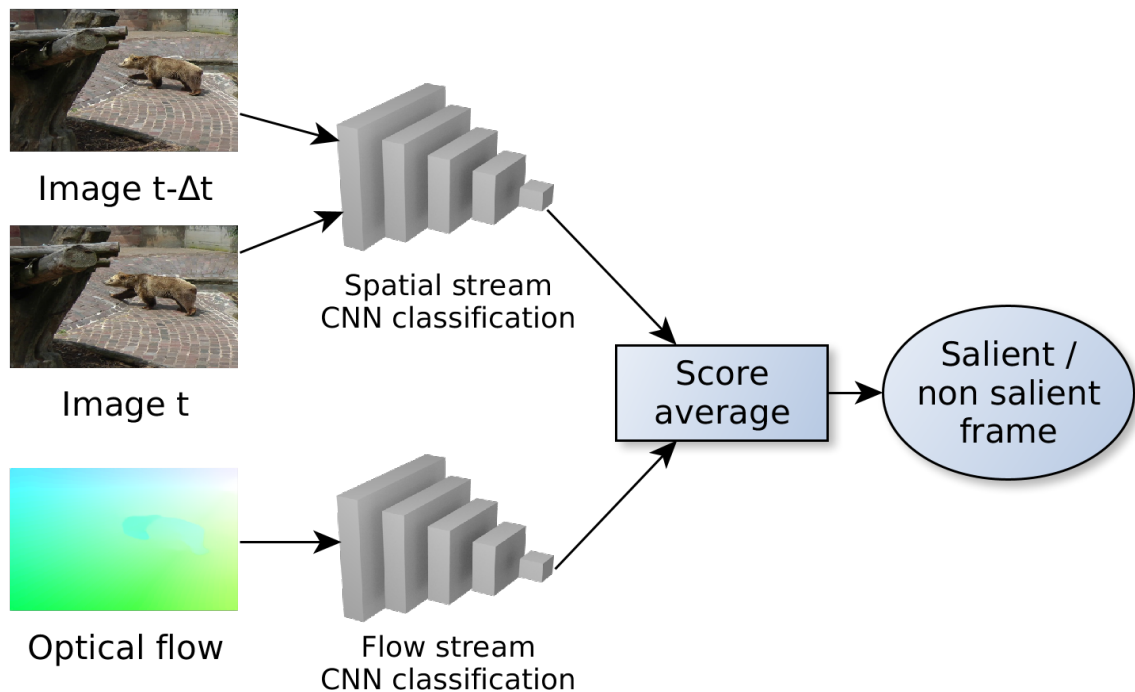 Image t-Δt
Image t
Optical flow
Spatial stream
CNN classification
Flow stream
CNN classification
Score
average
Salient /
non salient
frame